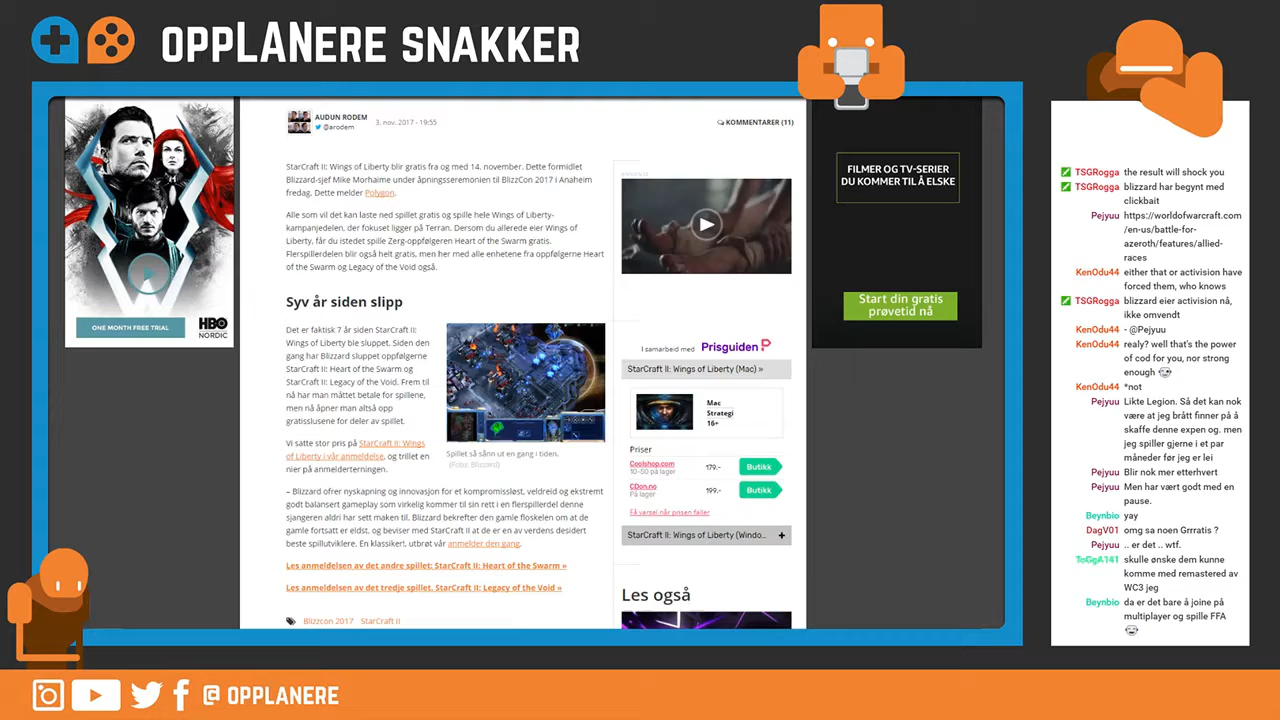 OPPLANere SNAKKER
ONE MONTH FREE TRIAL
HBO
NORDIC
AUDUN RODEM
@arodem
3. nov. 2017 - 19:55
KOMMENTARER (11)
StarCraft II: Wings of Liberty blir gratis fra og med 14. november. Dette formidlet
Blizzard-sjef Mike Morhaime under åpningsseremonien til BlizzCon 2017 i Anaheim
fredag. Dette melder Polygon.
Alle som vil det kan laste ned spillet gratis og spille hele Wings of Liberty-
kampanjedelen, der fokuset ligger på Terran. Dersom du allerede eier Wings of
Liberty, får du istedet spille Zerg-oppfølgeren Heart of the Swarm gratis.
Flerspillerdelen blir også helt gratis, men her med alle enhetene fra oppfølgerne Heart
of the Swarm og Legacy of the Void også.
Syv år siden slipp
Det er faktisk 7 år siden StarCraft II:
Wings of Liberty ble sluppet. Siden den
gang har Blizzard sluppet oppfølgerne
StarCraft II: Heart of the Swarm og
StarCraft II: Legacy of the Void. Frem til
nå har man måttet betale for spillene,
men nå åpner man altså opp
gratisslusene for deler av spillet.
Vi satte stor pris på StarCraft II: Wings
of Liberty i vår anmeldelse, og trillet en
nier på anmelderterningen.
Spillet så sånn ut en gang i tiden.
(Foto: Blizzard)
– Blizzard ofrer nyskapning og innovasjon for et kompromissløst, veldreid og ekstremt
godt balansert gameplay som virkelig kommer til sin rett i en flerspillerdel denne
sjangeren aldri har sett maken til. Blizzard bekrefter den gamle floskelen om at de
gamle fortsatt er eldst, og beviser med StarCraft II at de er en av verdens desidert
beste spillutviklere. En klassiker!, utbrøt vår anmelder den gang.
Les anmeldelsen av det andre spillet: StarCraft II: Heart of the Swarm »
Les anmeldelsen av det tredje spillet, StarCraft II: Legacy of the Void »
Blizzcon 2017 StarCraft II
ANNONSE
I samarbeid med Prisguiden
StarCraft II: Wings of Liberty (Mac) »
Mac
Strategi
16+
Priser
Coolshop.com
10-50 på lager
179.-
Butikk
CDon.no
På lager
199.-
Butikk
Få varsel når prisen faller
StarCraft II: Wings of Liberty (Windo... +
Les også
FILMER OG TV-SERIER
DU KOMMER TIL Å ELSKE
Start din gratis
prøvetid nå
TSGRogga the result will shock you
TSGRogga blizzard har begynt med
clickbait
Pejyuu https://worldofwarcraft.com
/en-us/battle-for-
azeroth/features/allied-
races
KenOdu44 either that or activision have
forced them, who knows
TSGRogga blizzard eier activision nå,
ikke omvendt
KenOdu44 - @Pejyuu
KenOdu44 realy? well that's the power
of cod for you, nor strong
enough
KenOdu44 *not
Pejyuu Likte Legion. Så det kan nok
være at jeg brått finner på å
skaffe denne expen og. men
jeg spiller gjerne i et par
måneder før jeg er lei
Pejyuu Blir nok mer etterhvert
Pejyuu Men har vært godt med en
pause.
Beynbio yay
DagV01 omg sa noen Grrratis ?
Pejyuu .. er det .. wtf.
ToGgA141 skulle ønske dem kunne
komme med remastered av
WC3 jeg
Beynbio da er det bare å joine på
multiplayer og spille FFA
@ OPPLANERE